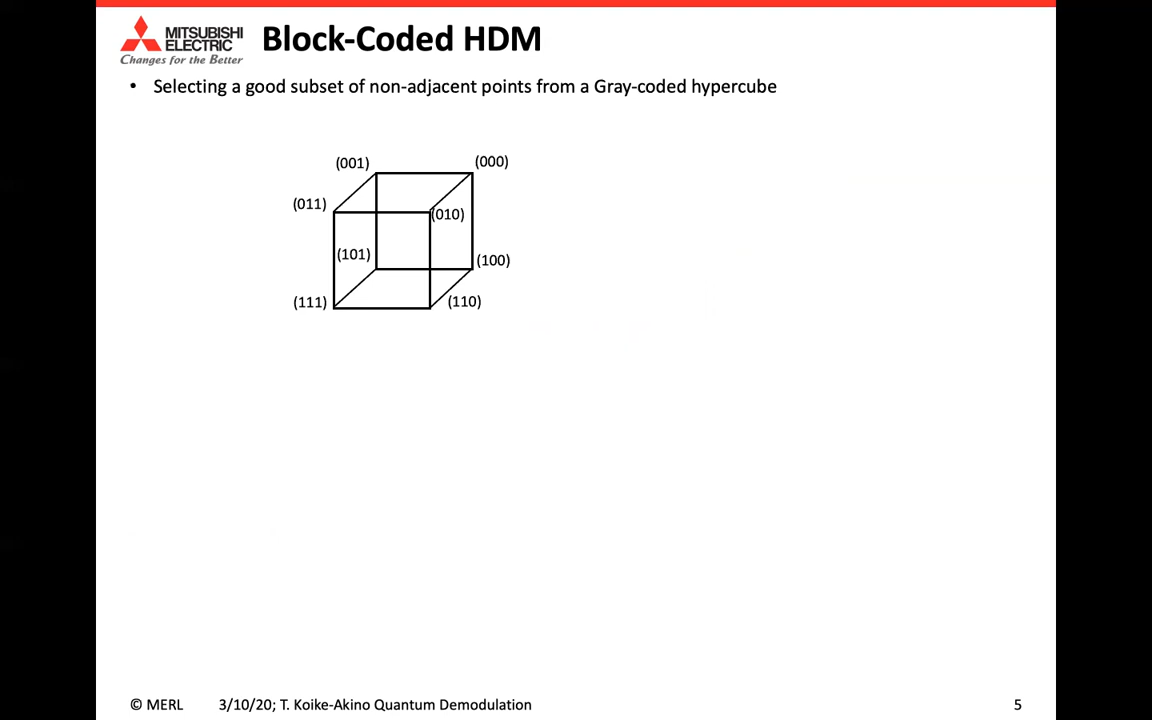 MITSUBISHI
ELECTRIC
Changes for the Better
Block-Coded HDM
• Selecting a good subset of non-adjacent points from a Gray-coded hypercube
(001) (000)
(011) (010)
(101) (100)
(111) (110)
© MERL 3/10/20; T. Koike-Akino Quantum Demodulation 5